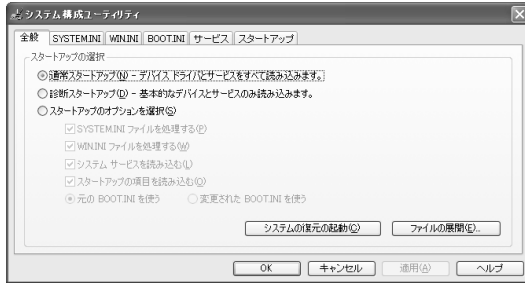 システム構成ユーティリティ
全般 SYSTEM.INI WIN.INI BOOT.INI サービス スタートアップ
スタートアップの選択
通常スタートアップ(N) - デバイス ドライバとサービスをすべて読み込みます。
診断スタートアップ(D) - 基本的なデバイスとサービスのみ読み込みます。
スタートアップのオプションを選択(S)
SYSTEM.INI ファイルを処理する(P)
WIN.INI ファイルを処理する(W)
システム サービスを読み込む(L)
スタートアップの項目を読み込む(O)
元の BOOT.INI を使う 変更された BOOT.INI を使う
システムの復元の起動(C) ファイルの展開(E)...
OK キャンセル 適用(A) ヘルプ